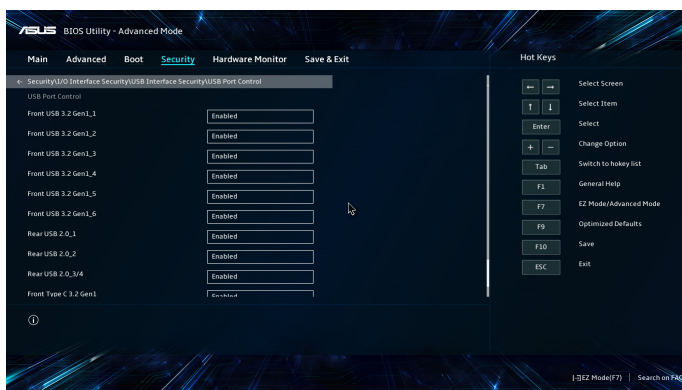 ASUS BIOS Utility - Advanced Mode
Main Advanced Boot Security Hardware Monitor Save & Exit
Hot Keys
← Security\I/O Interface Security\USB Interface Security\USB Port Control
USB Port Control
Front USB 3.2 Gen1_1 Enabled
Front USB 3.2 Gen1_2 Enabled
Front USB 3.2 Gen1_3 Enabled
Front USB 3.2 Gen1_4 Enabled
Front USB 3.2 Gen1_5 Enabled
Front USB 3.2 Gen1_6 Enabled
Rear USB 2.0_1 Enabled
Rear USB 2.0_2 Enabled
Rear USB 2.0_3/4 Enabled
Front Type C 3.2 Gen1 Enabled
← → Select Screen
↑ ↓ Select Item
Enter Select
+ − Change Option
Tab Switch to hokey list
F1 General Help
F7 EZ Mode/Advanced Mode
F9 Optimized Defaults
F10 Save
ESC Exit
EZ Mode(F7) | Search on FAQ